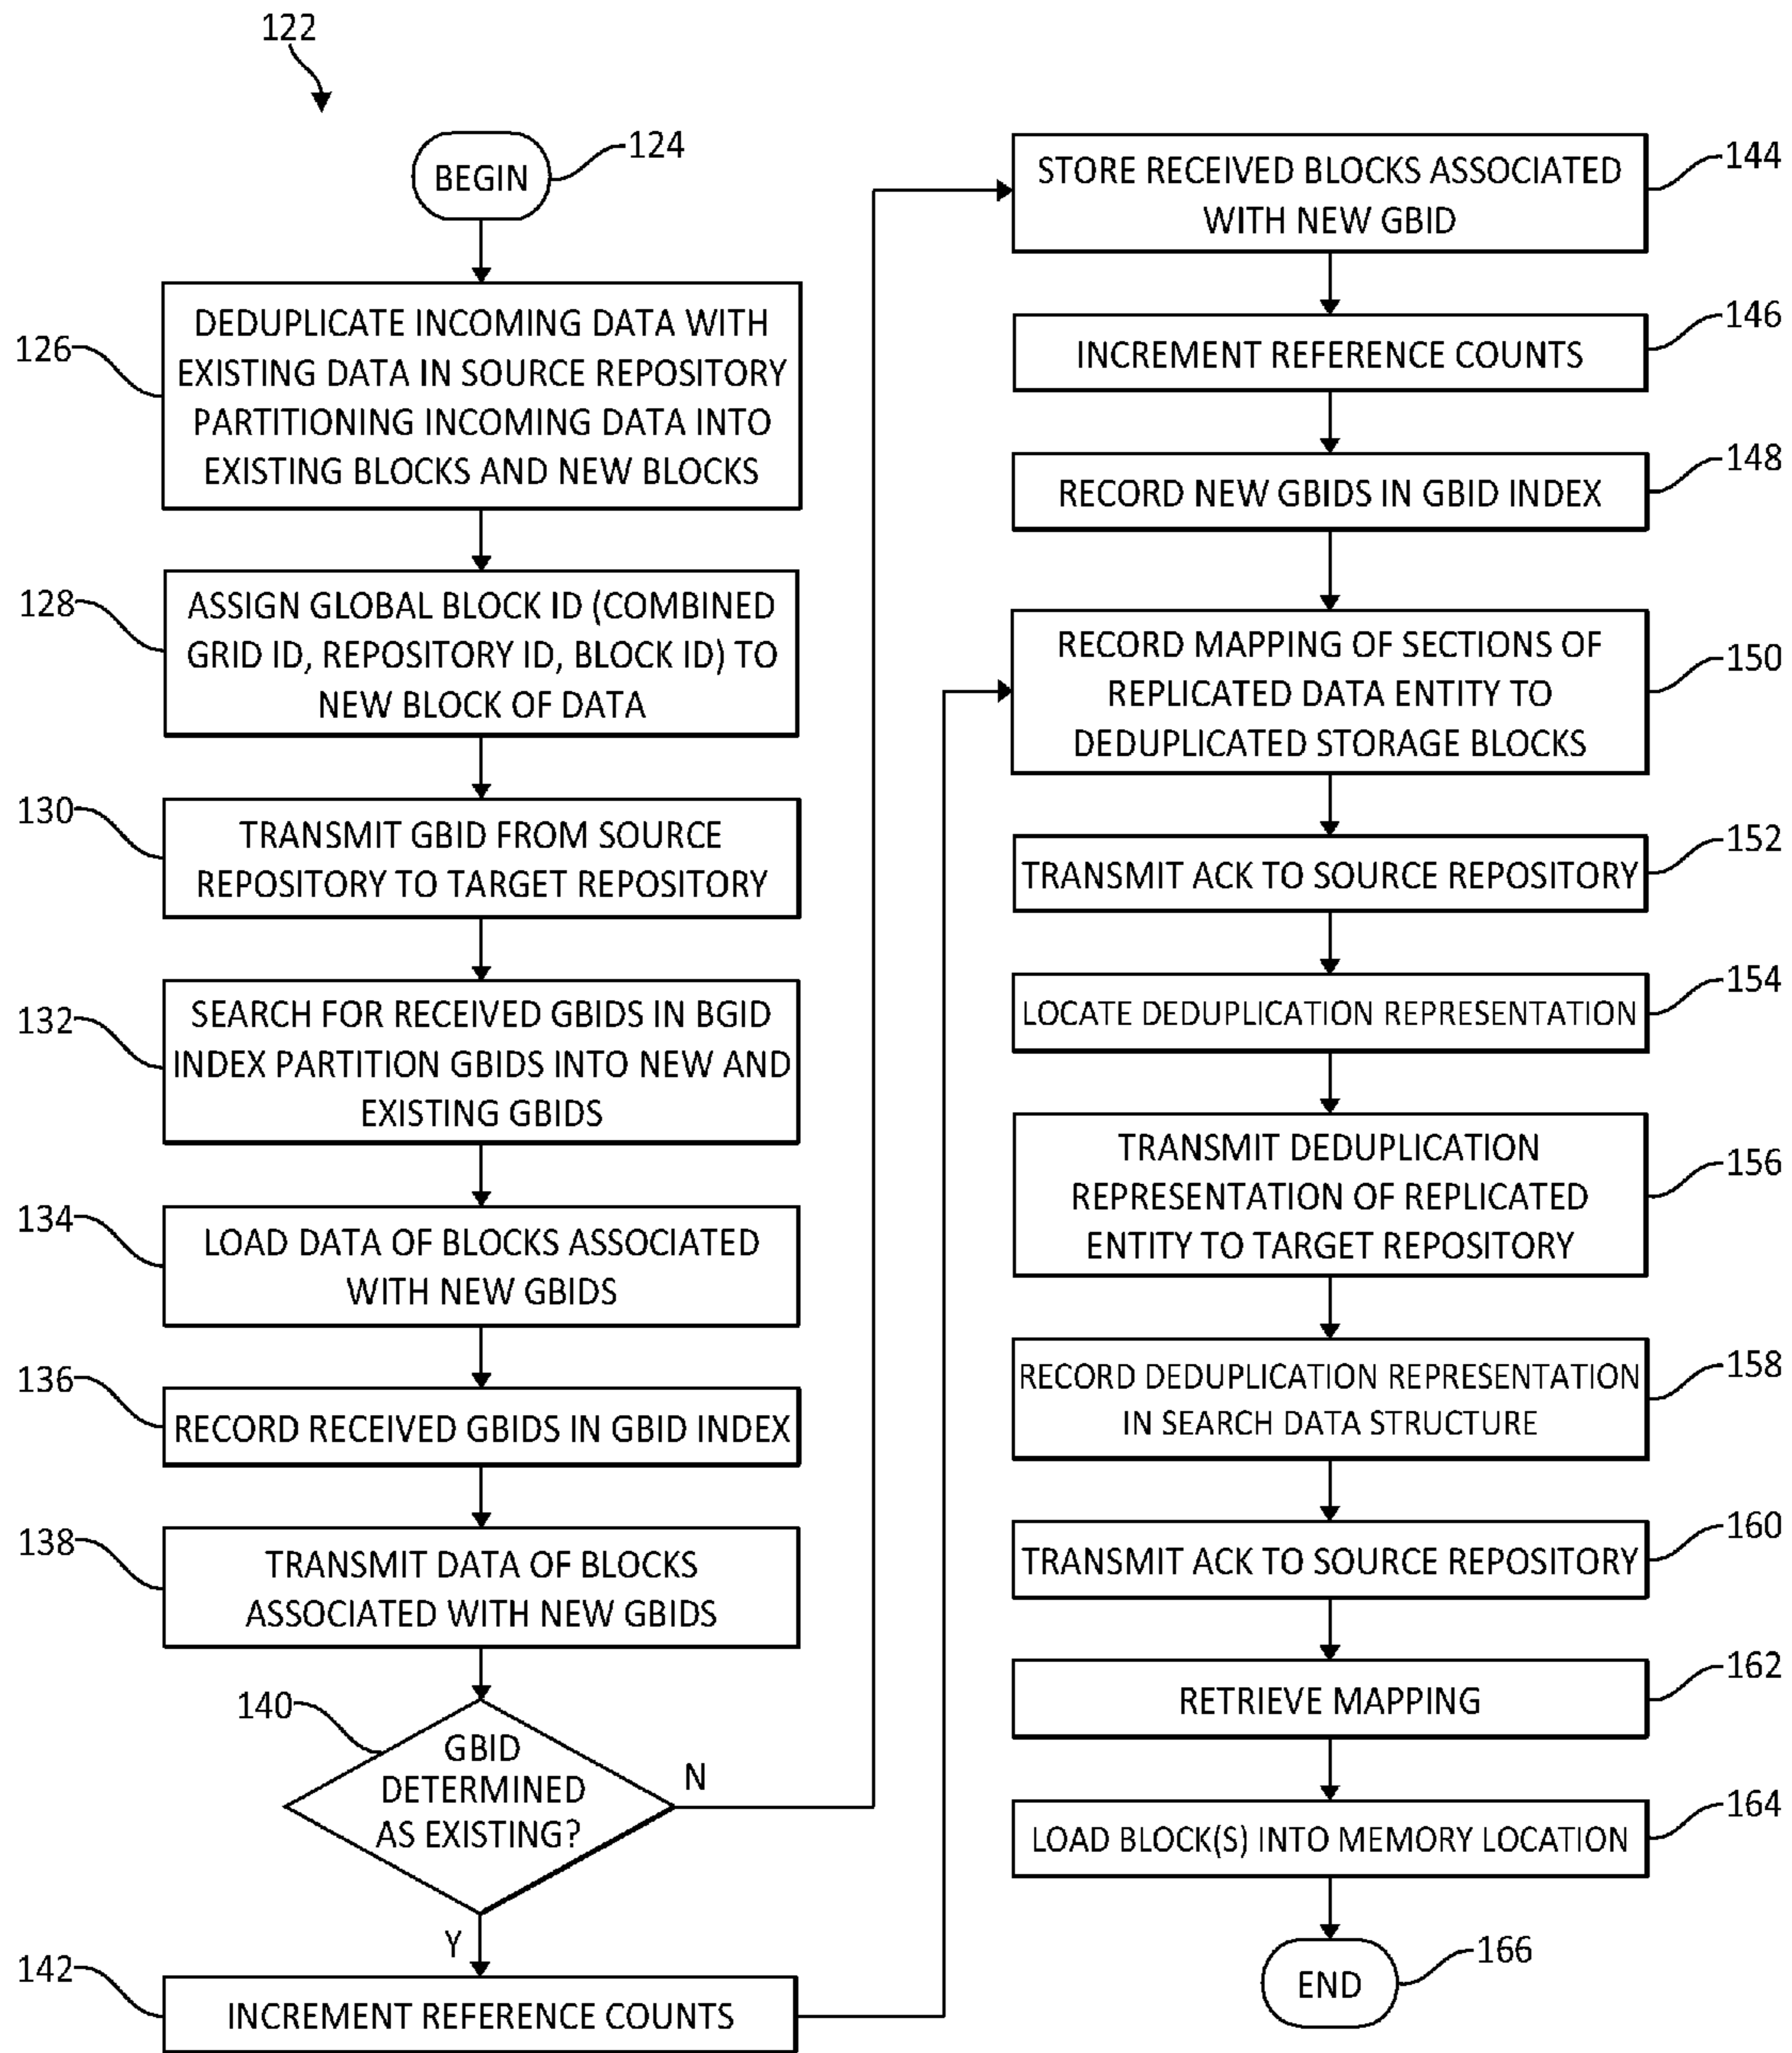 122
BEGIN
124
126
DEDUPLICATE INCOMING DATA WITH
EXISTING DATA IN SOURCE REPOSITORY
PARTITIONING INCOMING DATA INTO
EXISTING BLOCKS AND NEW BLOCKS
128
ASSIGN GLOBAL BLOCK ID (COMBINED
GRID ID, REPOSITORY ID, BLOCK ID) TO
NEW BLOCK OF DATA
130
TRANSMIT GBID FROM SOURCE
REPOSITORY TO TARGET REPOSITORY
132
SEARCH FOR RECEIVED GBIDS IN BGID
INDEX PARTITION GBIDS INTO NEW AND
EXISTING GBIDS
134
LOAD DATA OF BLOCKS ASSOCIATED
WITH NEW GBIDS
136
RECORD RECEIVED GBIDS IN GBID INDEX
138
TRANSMIT DATA OF BLOCKS
ASSOCIATED WITH NEW GBIDS
140
GBID
DETERMINED
AS EXISTING?
N
Y
142
INCREMENT REFERENCE COUNTS
STORE RECEIVED BLOCKS ASSOCIATED
WITH NEW GBID
144
INCREMENT REFERENCE COUNTS
146
RECORD NEW GBIDS IN GBID INDEX
148
RECORD MAPPING OF SECTIONS OF
REPLICATED DATA ENTITY TO
DEDUPLICATED STORAGE BLOCKS
150
TRANSMIT ACK TO SOURCE REPOSITORY
152
LOCATE DEDUPLICATION REPRESENTATION
154
TRANSMIT DEDUPLICATION
REPRESENTATION OF REPLICATED
ENTITY TO TARGET REPOSITORY
156
RECORD DEDUPLICATION REPRESENTATION
IN SEARCH DATA STRUCTURE
158
TRANSMIT ACK TO SOURCE REPOSITORY
160
RETRIEVE MAPPING
162
LOAD BLOCK(S) INTO MEMORY LOCATION
164
END
166